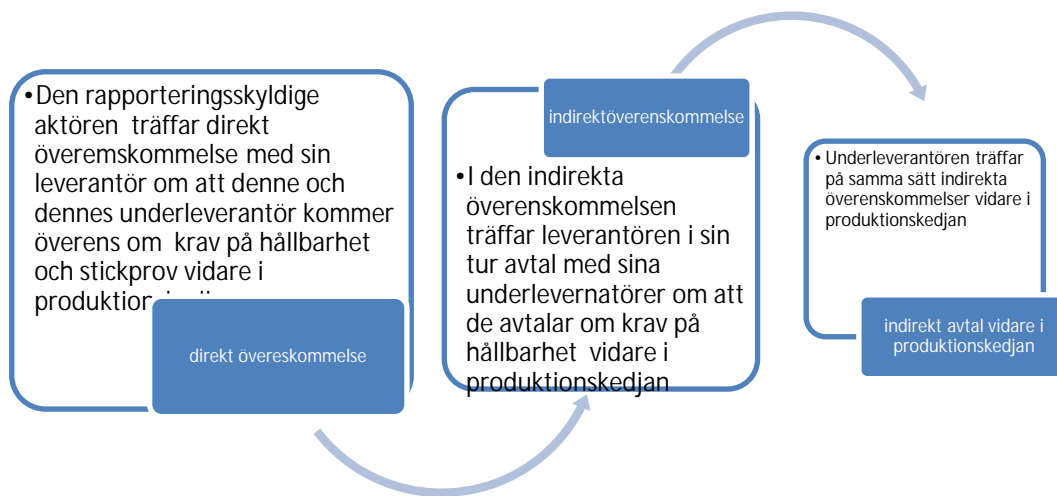 •Den rapporteringsskyldige
aktören träffar direkt
överemskommelse med sin
leverantör om att denne och
dennes underleverantör kommer
överens om krav på hållbarhet
och stickprov vidare i
direkt övereskommelse
indirektöverenskommelse
•I den indirekta
överenskommelsen
träffar leverantören i sin
tur avtal med sina
underlevernatörer om att
de avtalar om krav på
hållbarhet vidare i
produktionskedjan
• Underleverantören träffar
på samma sätt indirekta
överenskommelser vidare i
produktionskedjan
indirekt avtal vidare i
produktionskedjan